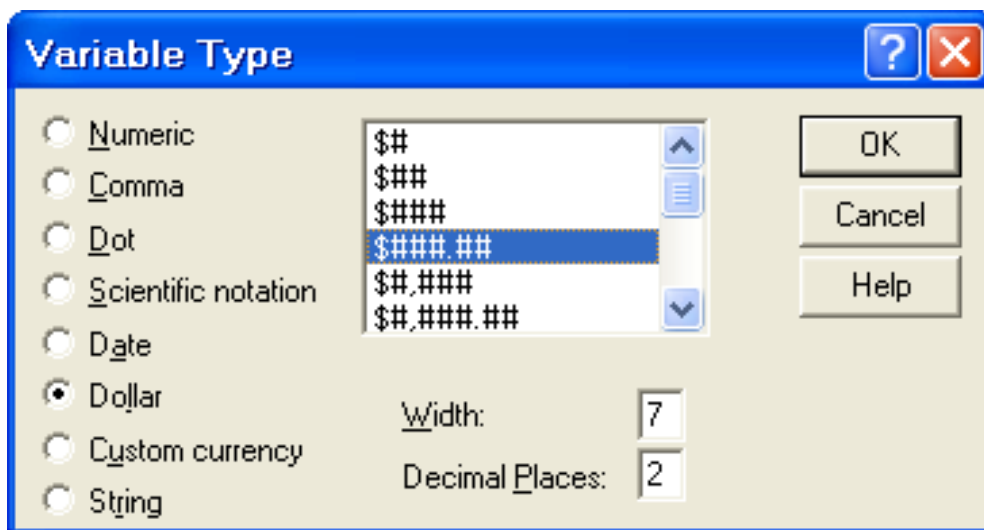 Variable Type
?
Numeric
Comma
Dot
Scientific notation
Date
Dollar
Custom currency
String
$#
$##
$###
$###.##
$#,###
$#,###.##
Width: 7
Decimal Places: 2
OK
Cancel
Help